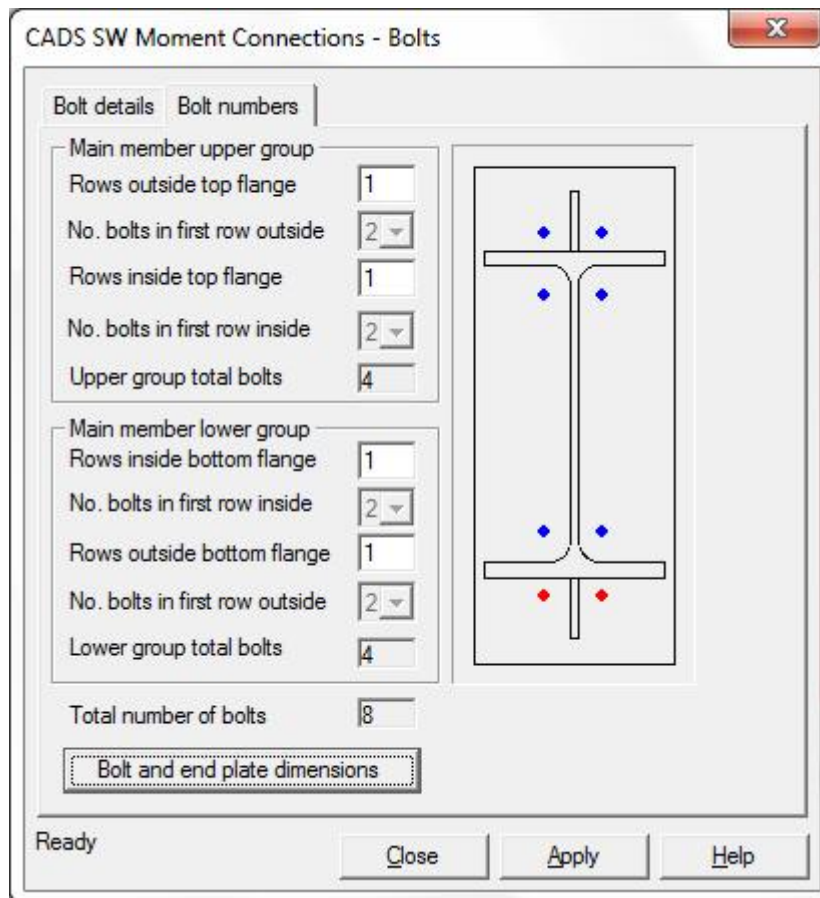 CADS SW Moment Connections - Bolts
Bolt details Bolt numbers
Main member upper group
Rows outside top flange 1
No. bolts in first row outside 2
Rows inside top flange 1
No. bolts in first row inside 2
Upper group total bolts 4
Main member lower group
Rows inside bottom flange 1
No. bolts in first row inside 2
Rows outside bottom flange 1
No. bolts in first row outside 2
Lower group total bolts 4
Total number of bolts 8
Bolt and end plate dimensions
Ready Close Apply Help